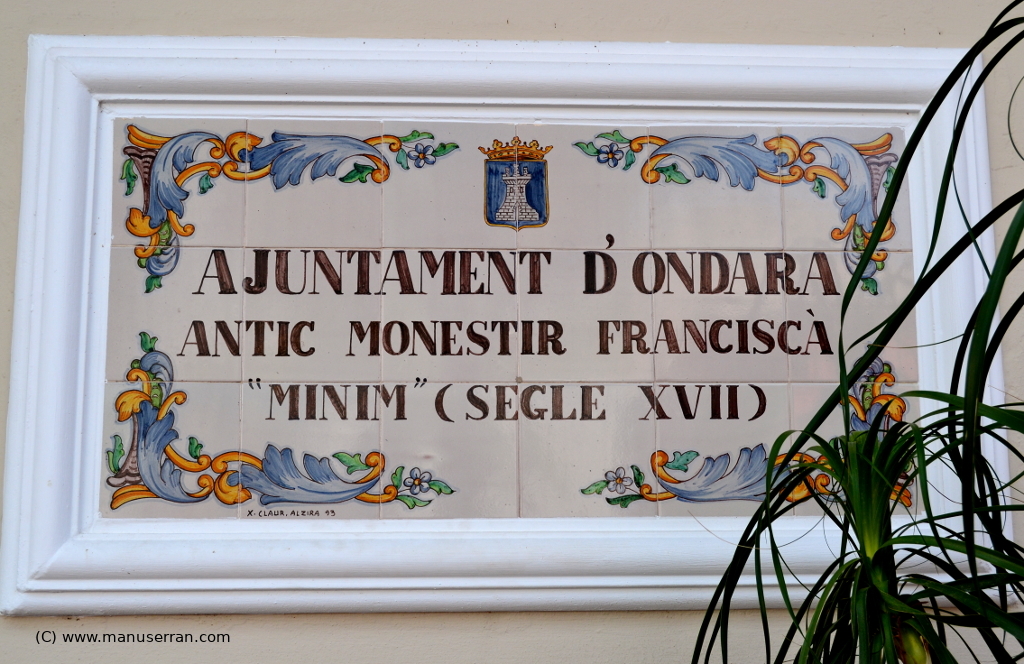 AJUNTAMENT D'ONDARA
ANTIC MONESTIR FRANCISCÀ
"MINIM" (SEGLE XVII)
X. CLAUR. ALZIRA 93
(C) www.manuserran.com